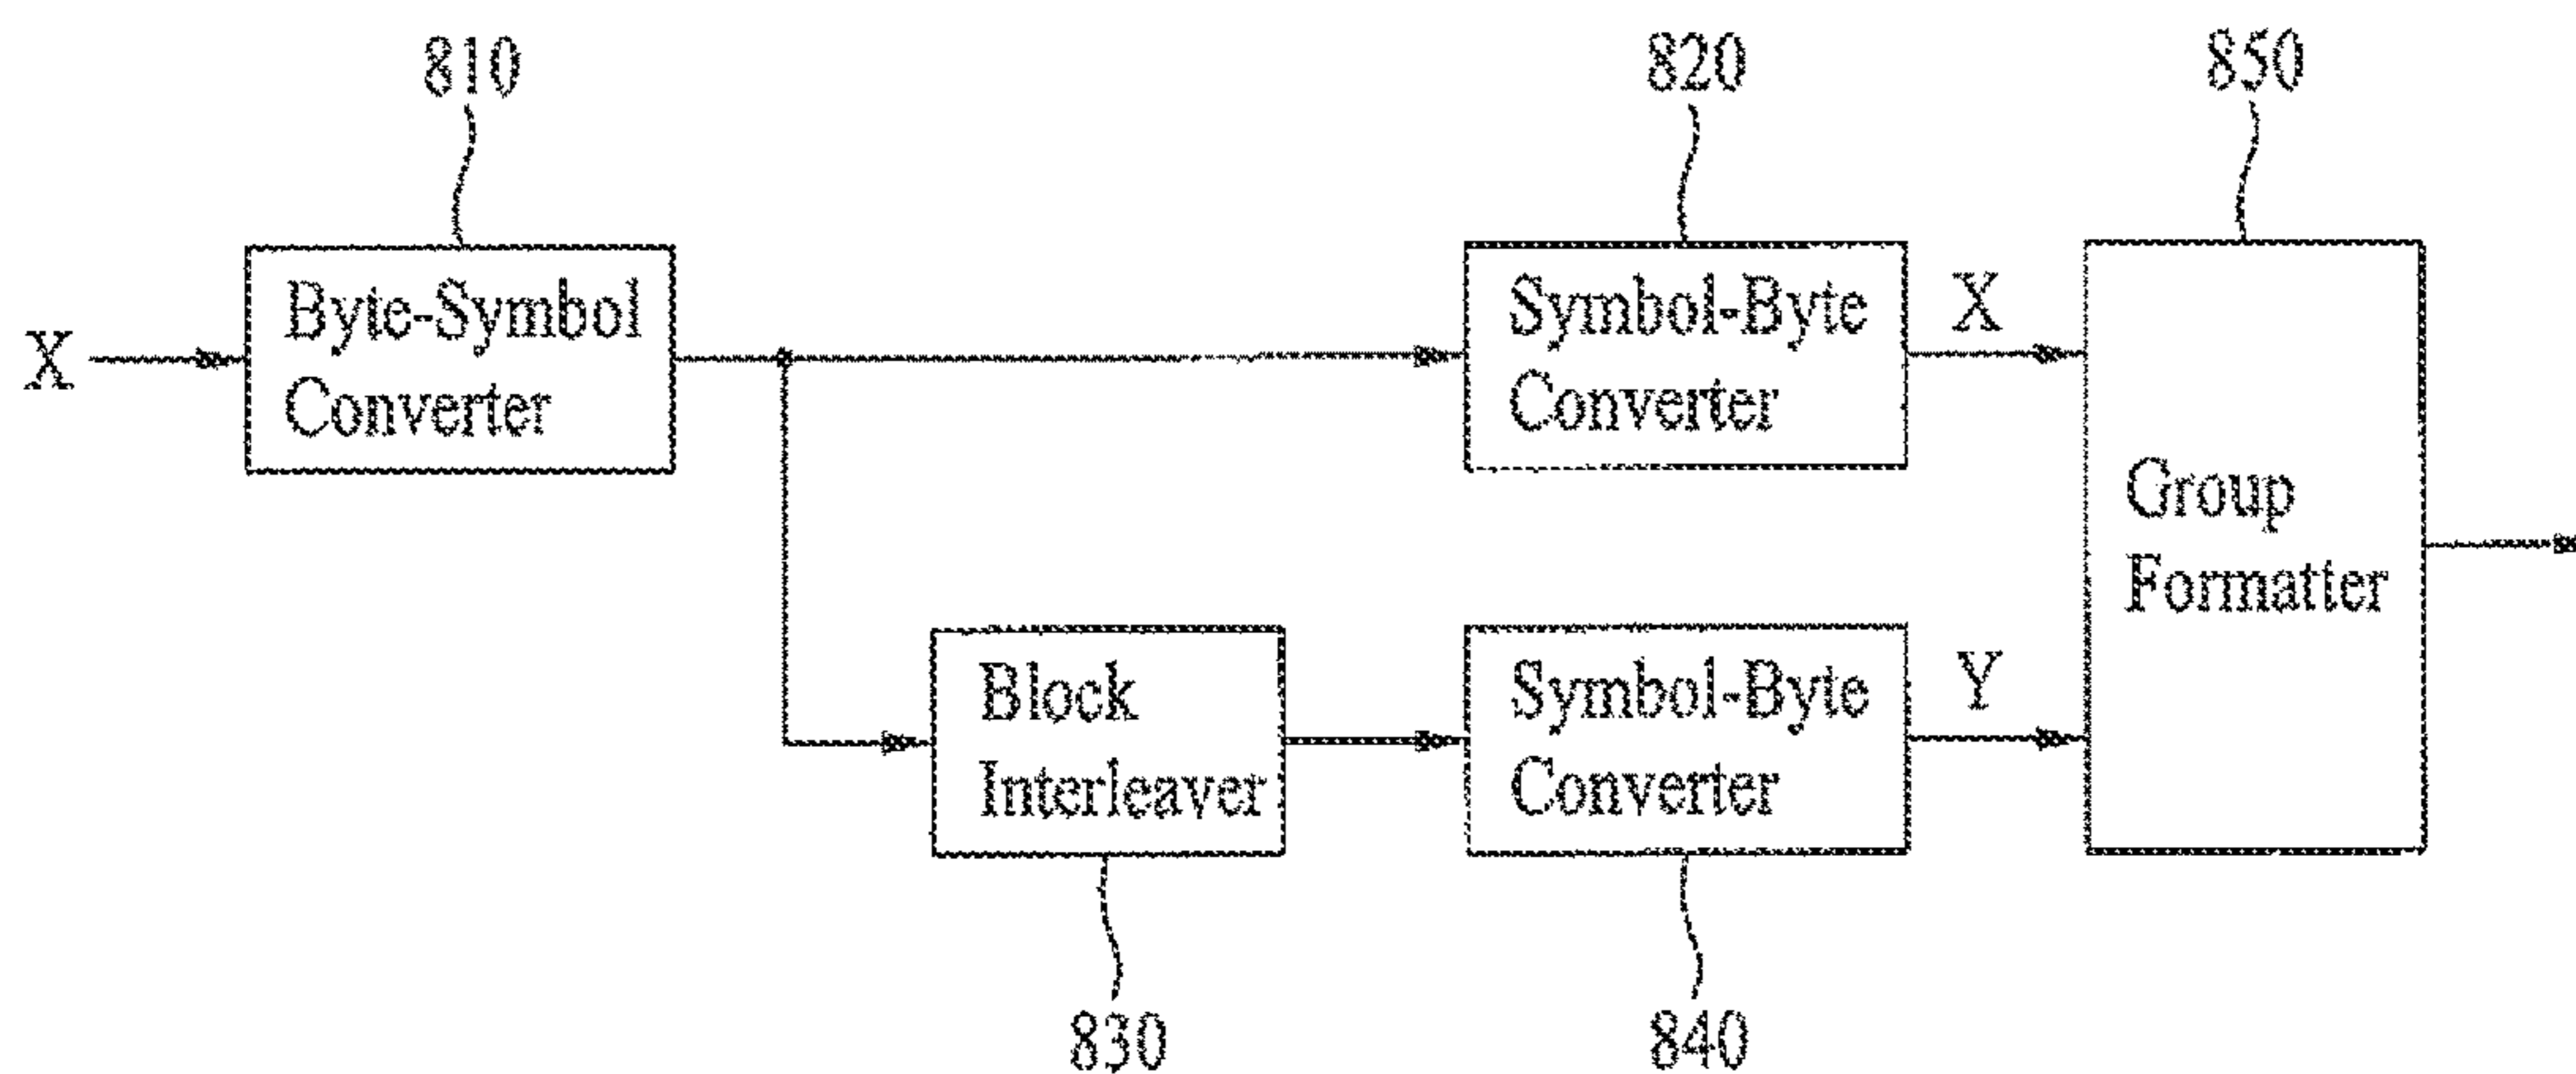 810
820
850
X
Byte-Symbol
Converter
Symbol-Byte
Converter
X
Group
Formatter
Block
Interleaver
Symbol-Byte
Converter
Y
830
840